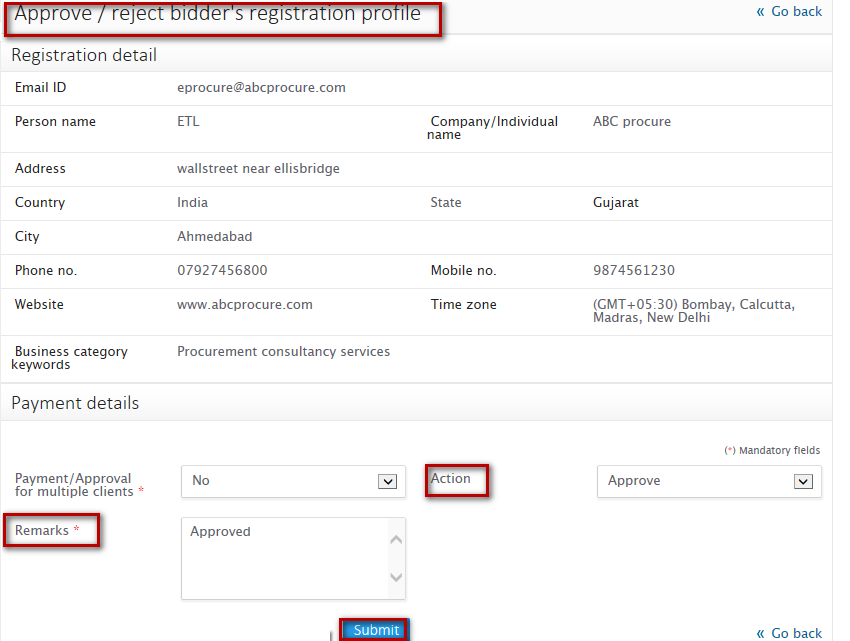 Approve / reject bidder's registration profile
« Go back
Registration detail
Email ID eprocure@abcprocure.com
Person name ETL Company/Individual name ABC procure
Address wallstreet near ellisbridge
Country India State Gujarat
City Ahmedabad
Phone no. 07927456800 Mobile no. 9874561230
Website www.abcprocure.com Time zone (GMT+05:30) Bombay, Calcutta, Madras, New Delhi
Business category keywords Procurement consultancy services
Payment details
(*) Mandatory fields
Payment/Approval for multiple clients * No Action Approve
Remarks * Approved
Submit
« Go back